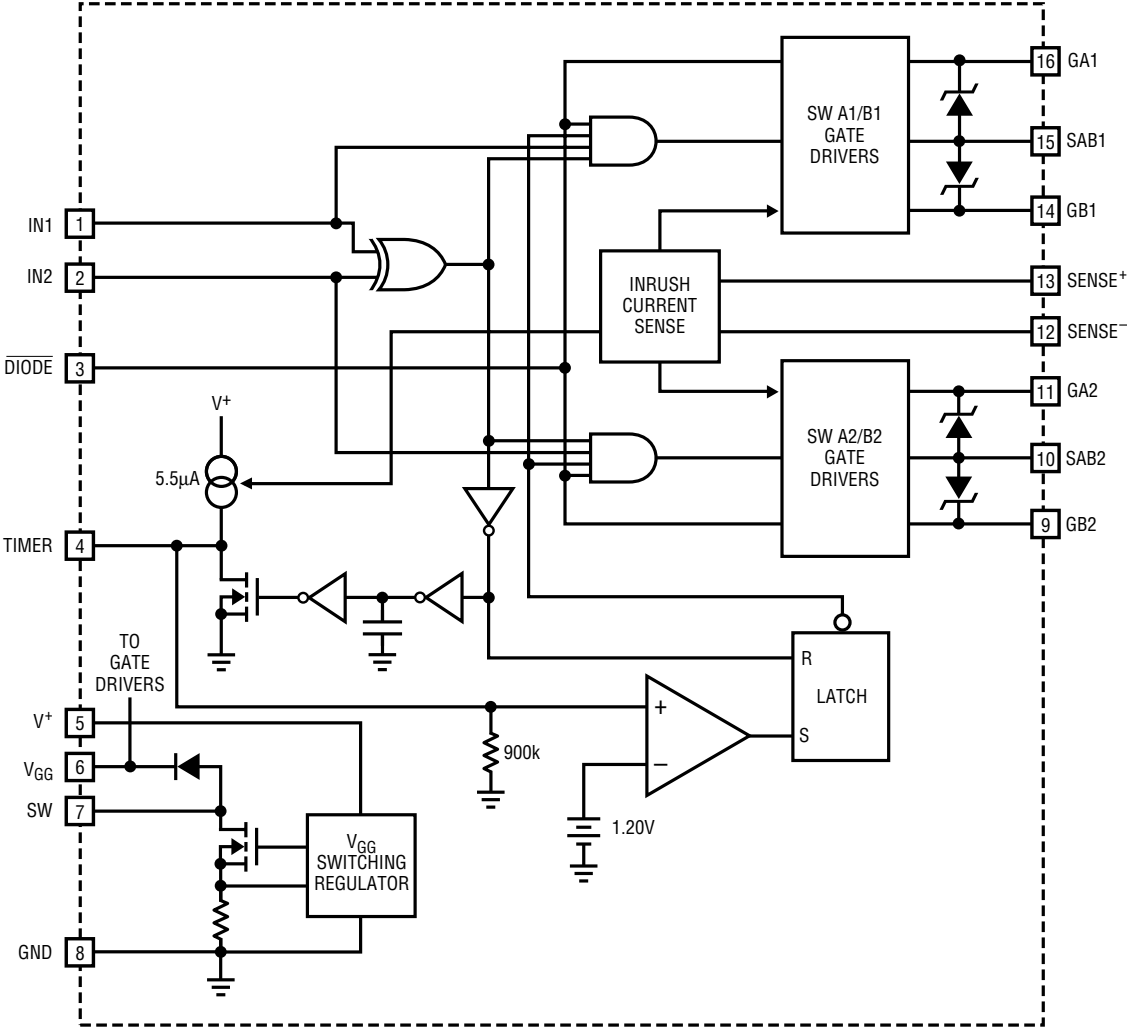 16 GA1
SW A1/B1
GATE
DRIVERS
15 SAB1
14 GB1
IN1 1
IN2 2
INRUSH
CURRENT
SENSE
13 SENSE+
12 SENSE−
DIODE 3
11 GA2
V+
SW A2/B2
GATE
DRIVERS
10 SAB2
5.5µA
9 GB2
TIMER 4
TO
GATE
DRIVERS
R
LATCH
S
V+ 5
+
−
900k
VGG 6
SW 7
1.20V
VGG
SWITCHING
REGULATOR
GND 8